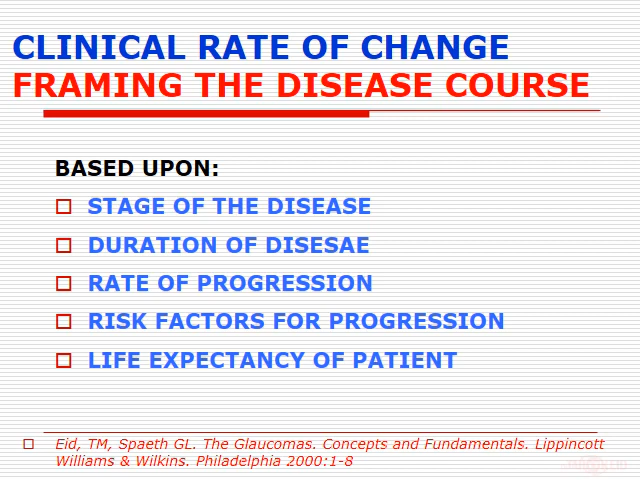 CLINICAL RATE OF CHANGE
FRAMING THE DISEASE COURSE
BASED UPON:
STAGE OF THE DISEASE
DURATION OF DISESAE
RATE OF PROGRESSION
RISK FACTORS FOR PROGRESSION
LIFE EXPECTANCY OF PATIENT
Eid, TM, Spaeth GL. The Glaucomas. Concepts and Fundamentals. Lippincott
Williams & Wilkins. Philadelphia 2000:1-8